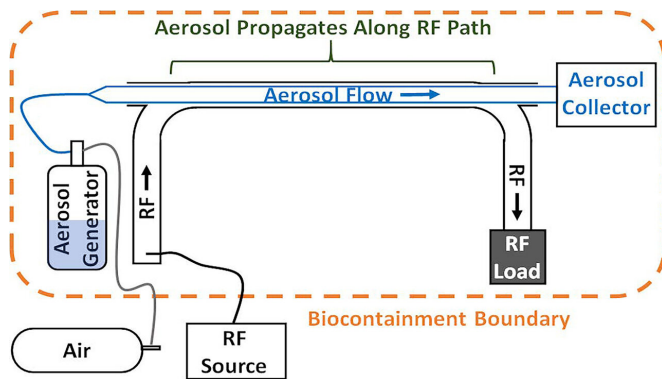 Aerosol Propagates Along RF Path
Aerosol Flow
Aerosol
Collector
Aerosol
Generator
RF
RF
RF
Load
Biocontainment Boundary
Air
RF
Source